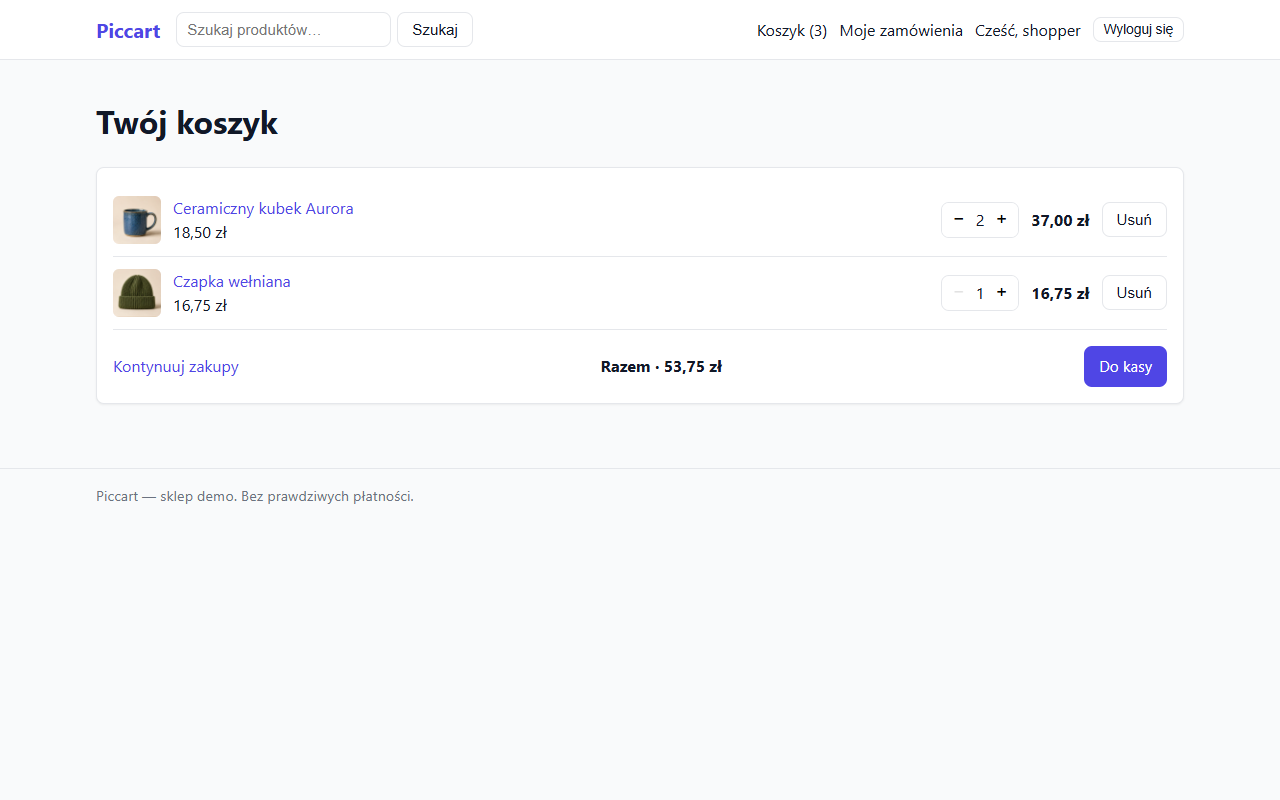 Piccart Szukaj produktów… Szukaj Koszyk (3) Moje zamówienia Cześć, shopper Wyloguj się
Twój koszyk
Ceramiczny kubek Aurora
18,50 zł
− 2 + 37,00 zł Usuń
Czapka wełniana
16,75 zł
− 1 + 16,75 zł Usuń
Kontynuuj zakupy Razem · 53,75 zł Do kasy
Piccart — sklep demo. Bez prawdziwych płatności.